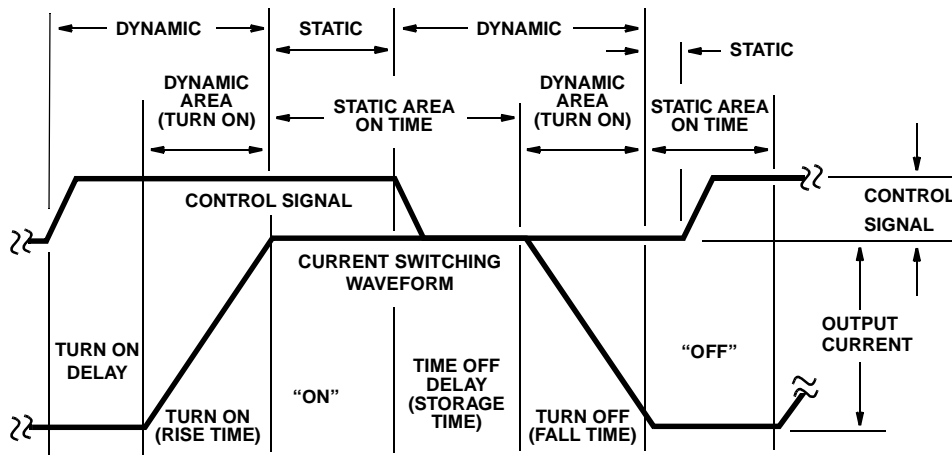 DYNAMIC
STATIC
DYNAMIC
STATIC
DYNAMIC
AREA
(TURN ON)
STATIC AREA
ON TIME
DYNAMIC
AREA
(TURN ON)
STATIC AREA
ON TIME
CONTROL SIGNAL
CONTROL
SIGNAL
CURRENT SWITCHING
WAVEFORM
TURN ON
DELAY
TURN ON
(RISE TIME)
“ON”
TIME OFF
DELAY
(STORAGE
TIME)
TURN OFF
(FALL TIME)
“OFF”
OUTPUT
CURRENT